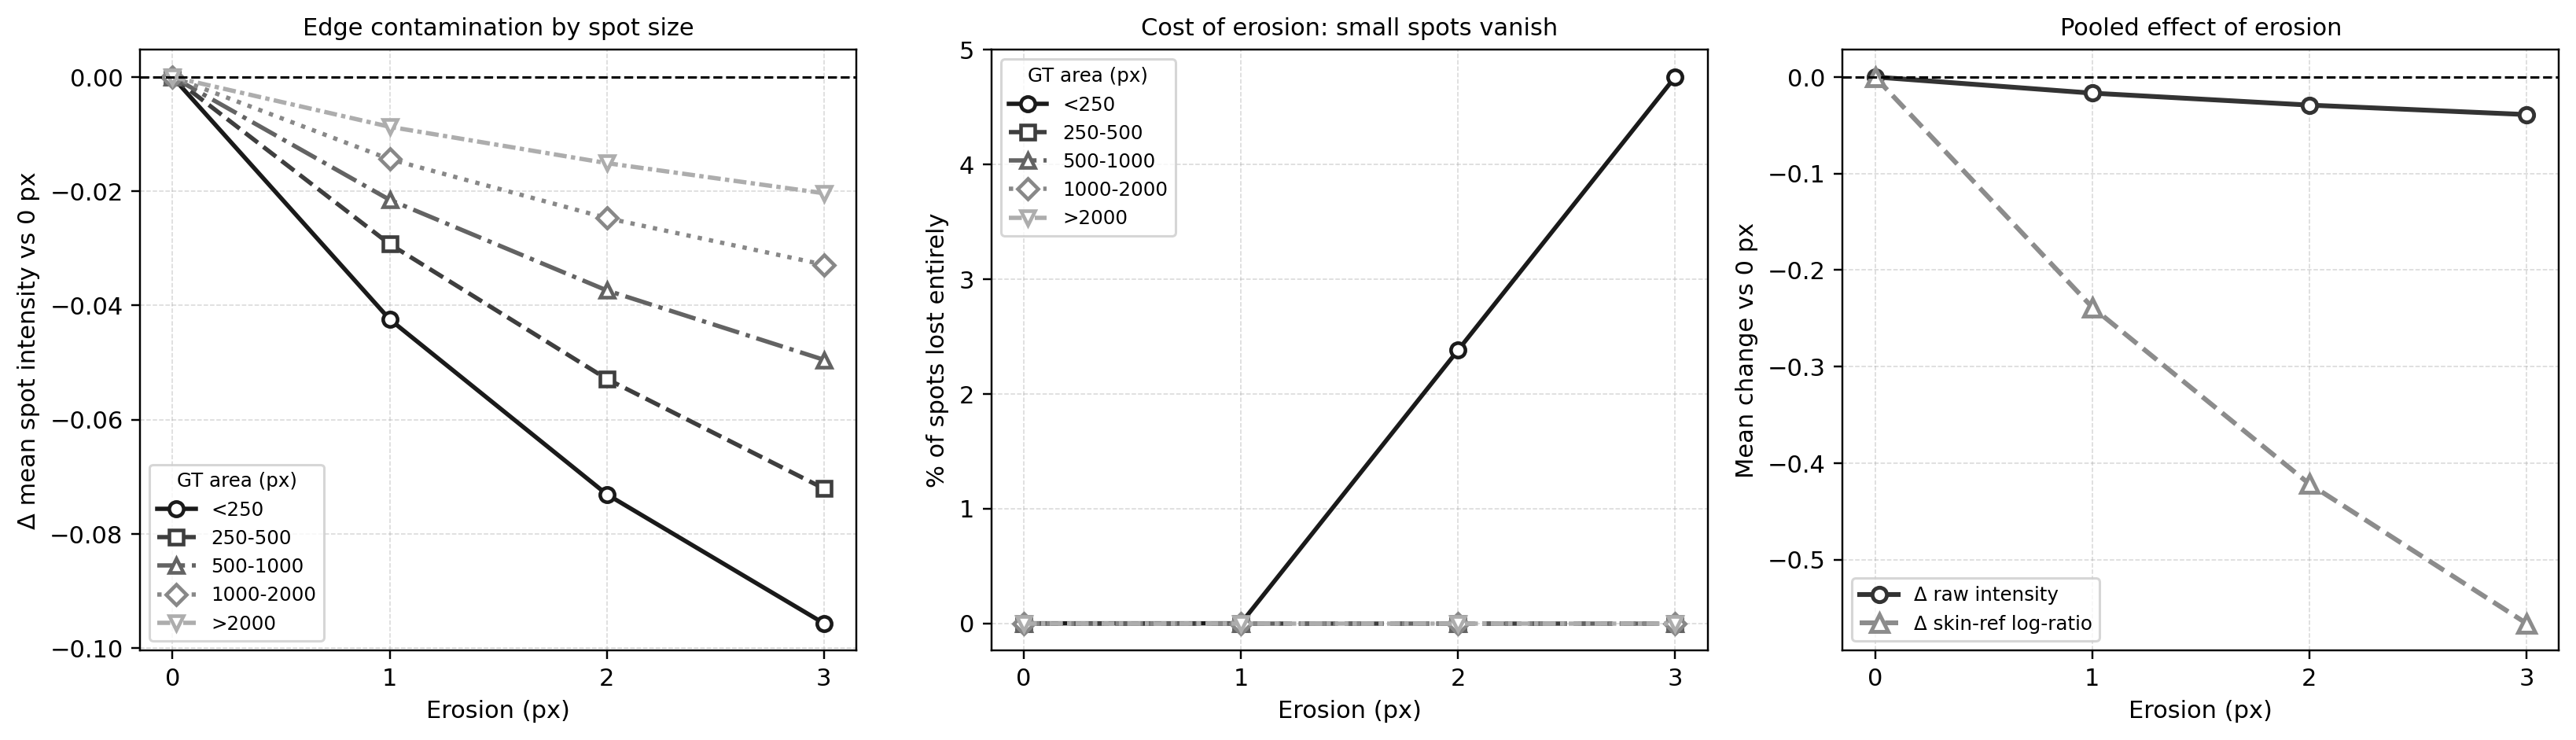 Edge contamination by spot size
Δ mean spot intensity vs 0 px
0.00
−0.02
−0.04
−0.06
−0.08
−0.10
GT area (px)
<250
250-500
500-1000
1000-2000
>2000
0 1 2 3
Erosion (px)
Cost of erosion: small spots vanish
% of spots lost entirely
5
4
3
2
1
0
GT area (px)
<250
250-500
500-1000
1000-2000
>2000
0 1 2 3
Erosion (px)
Pooled effect of erosion
Mean change vs 0 px
0.0
−0.1
−0.2
−0.3
−0.4
−0.5
Δ raw intensity
Δ skin-ref log-ratio
0 1 2 3
Erosion (px)